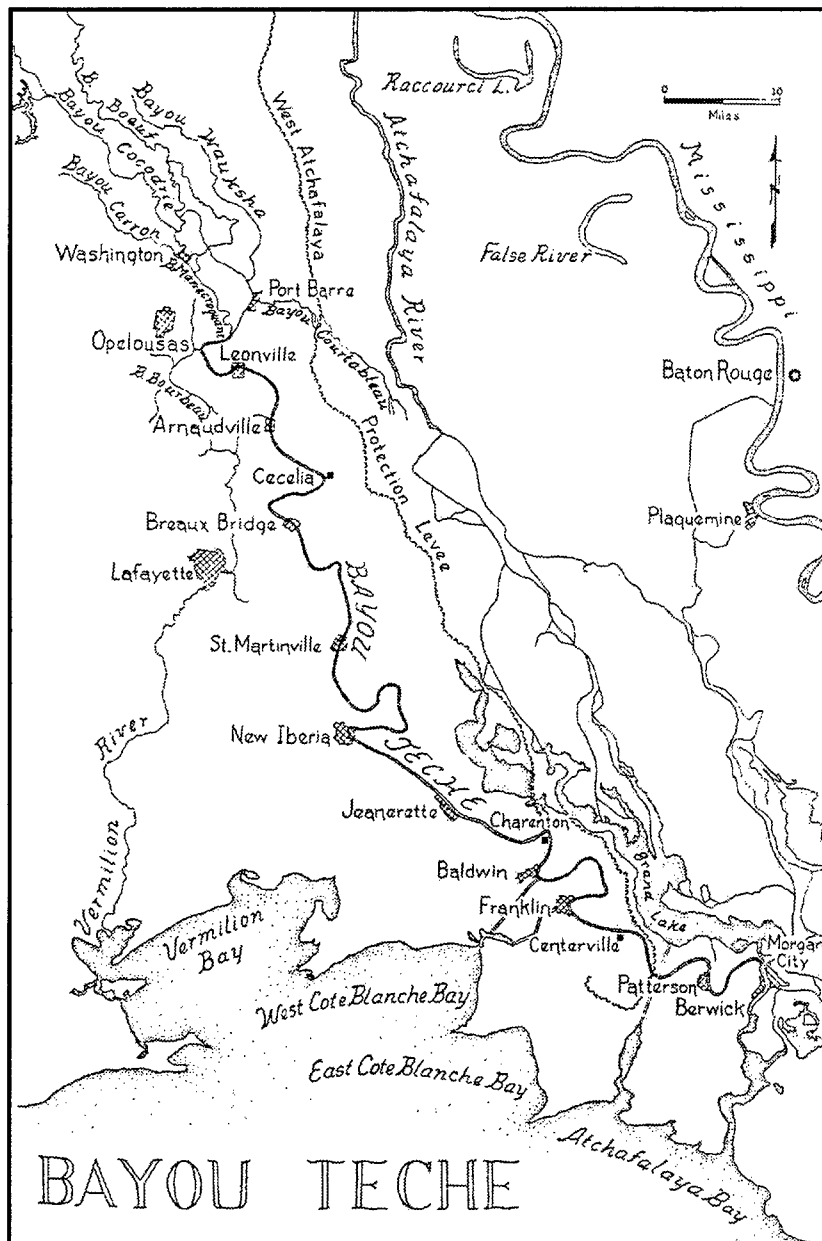 Raccourci L.
0 10
Miles
B. Boeuf
Bayou Wauksha
Bayou Cocodrie
Bayou Carron
West Atchafalaya
Protection Levee
Atchafalaya River
Mississippi
False River
Washington
Port Barre
Bayou Courtableau
Opelousas
Leonville
B. Bourbeau
Baton Rouge
Arnaudville
Cecelia
Plaquemine
Breaux Bridge
Lafayette
BAYOU
TECHE
St. Martinville
New Iberia
Vermilion River
Jeanerette
Charenton
Baldwin
Grand
Lake
Franklin
Vermilion
Bay
Centerville
Morgan
City
West Cote Blanche Bay
Patterson
Berwick
East Cote Blanche Bay
Atchafalaya Bay
BAYOU TECHE